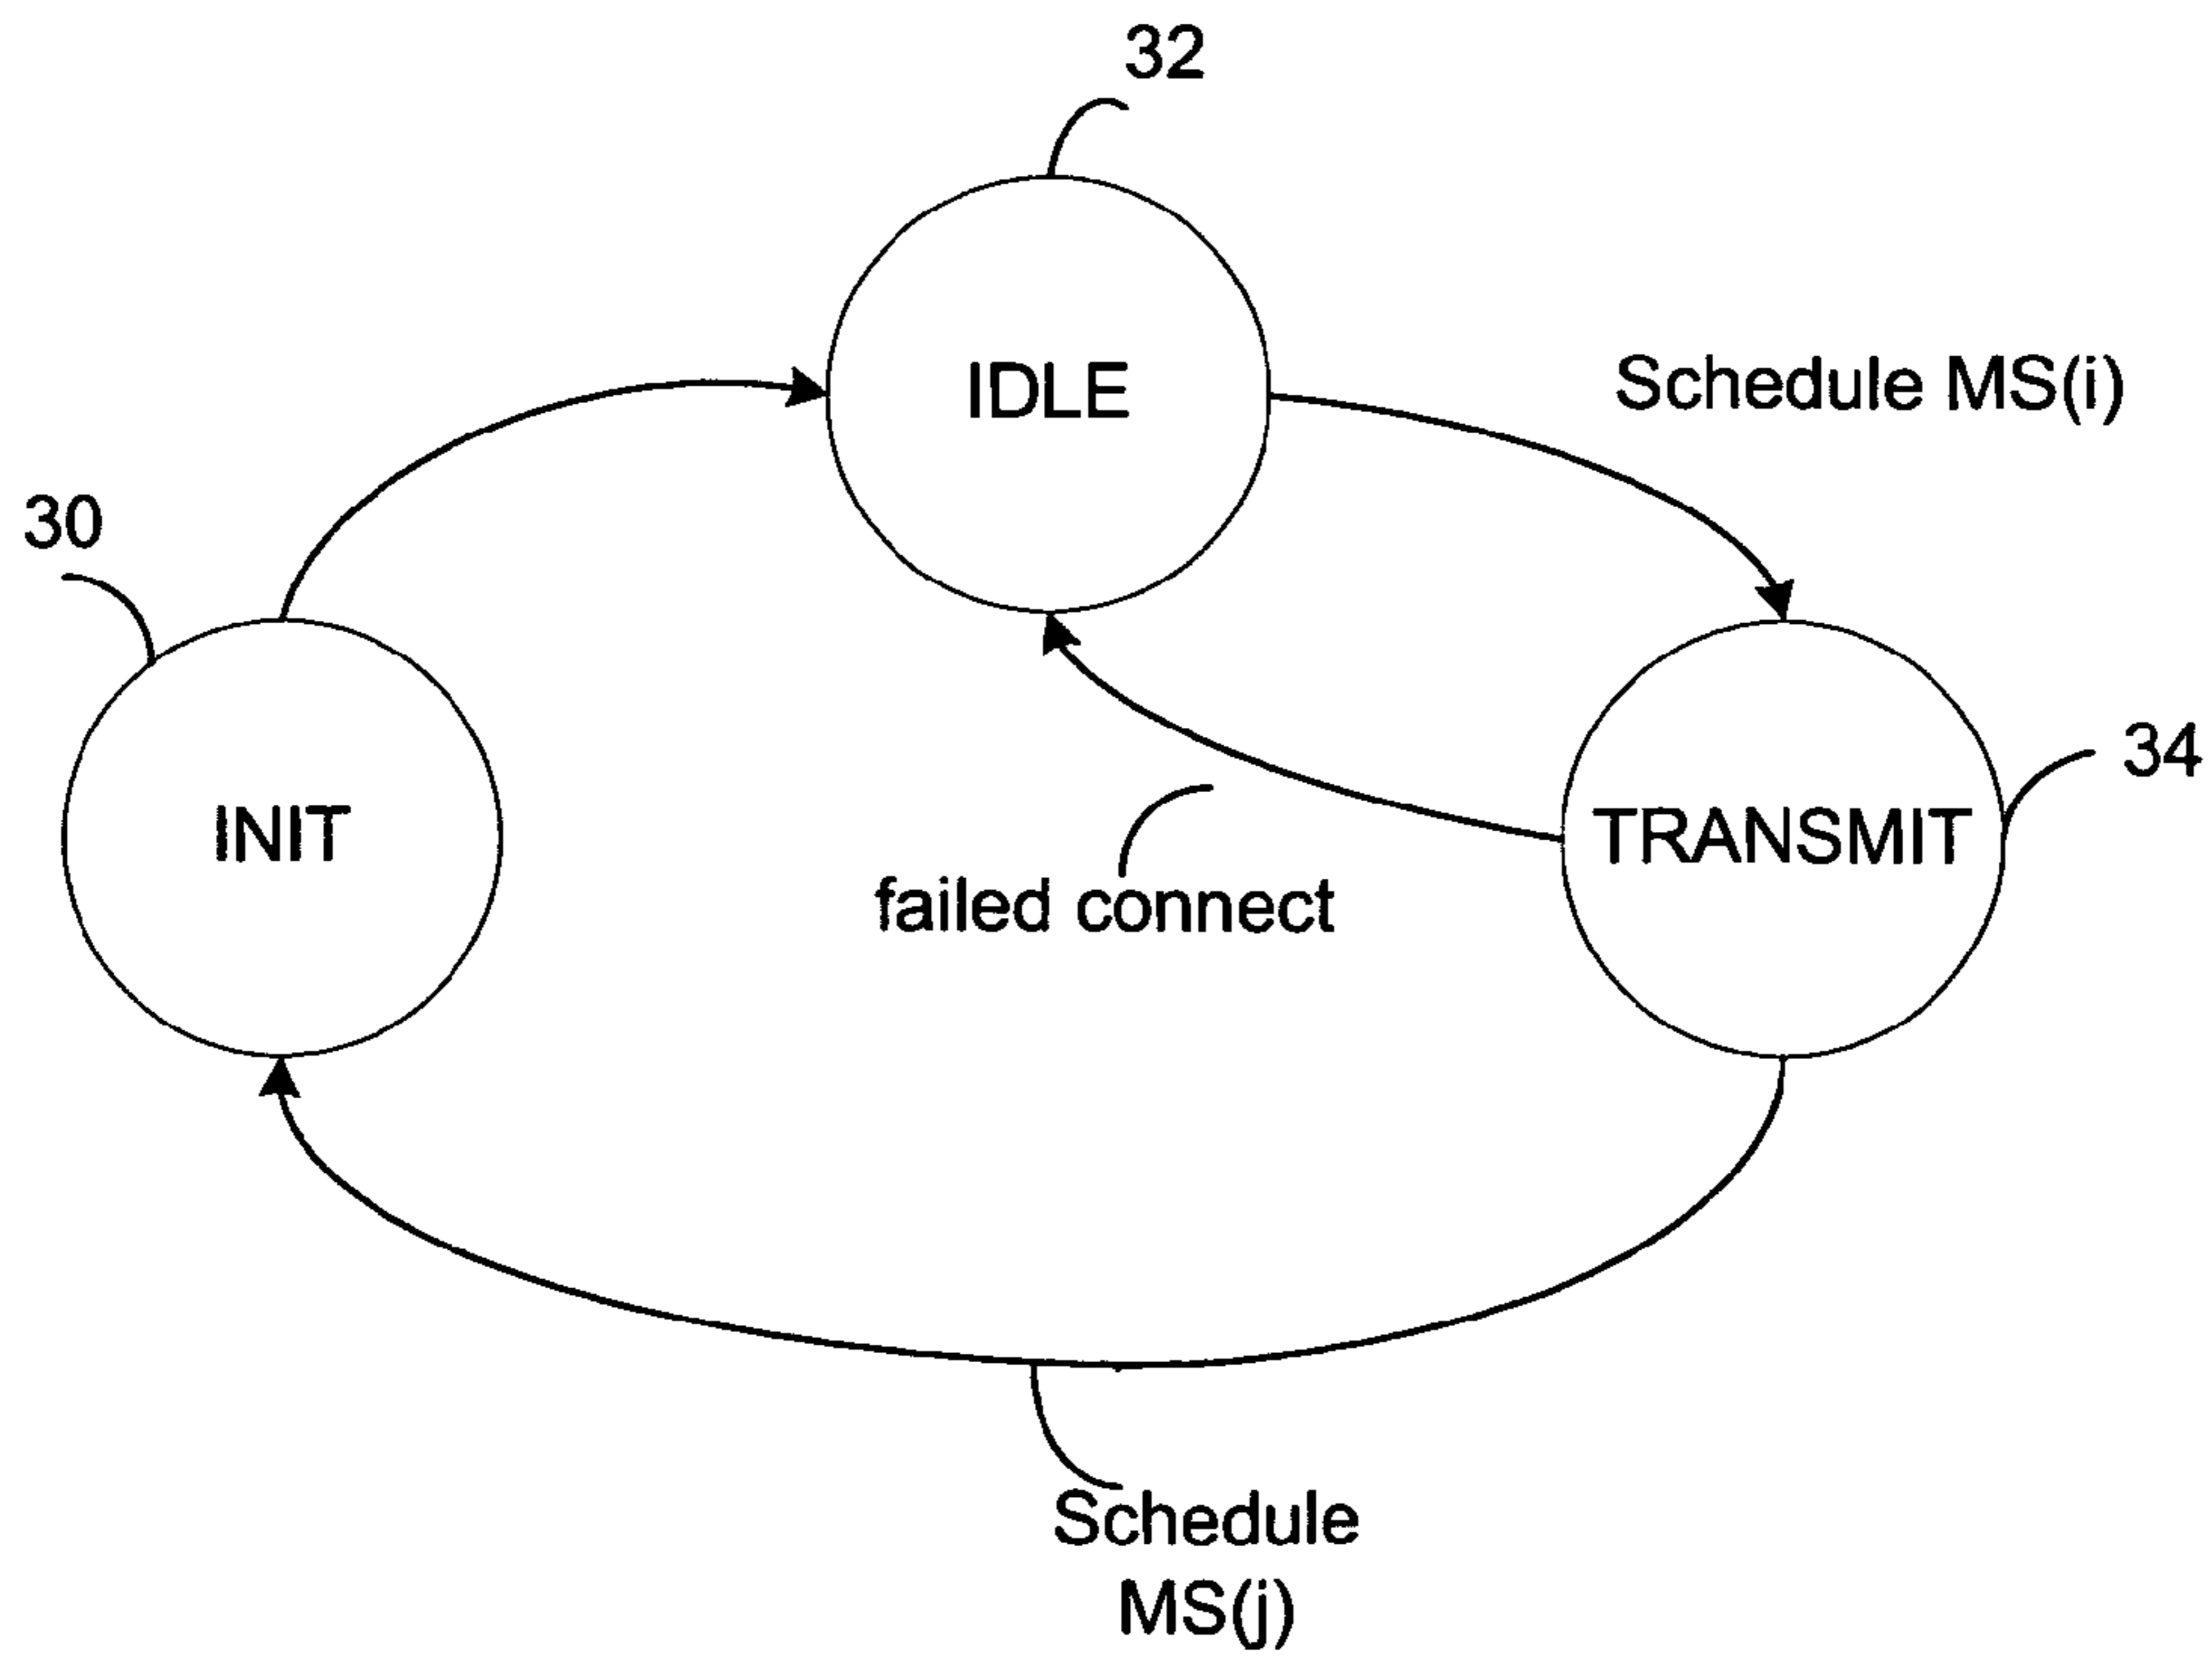 32
IDLE
Schedule MS(i)
30
INIT
TRANSMIT
34
failed connect
Schedule
MS(j)